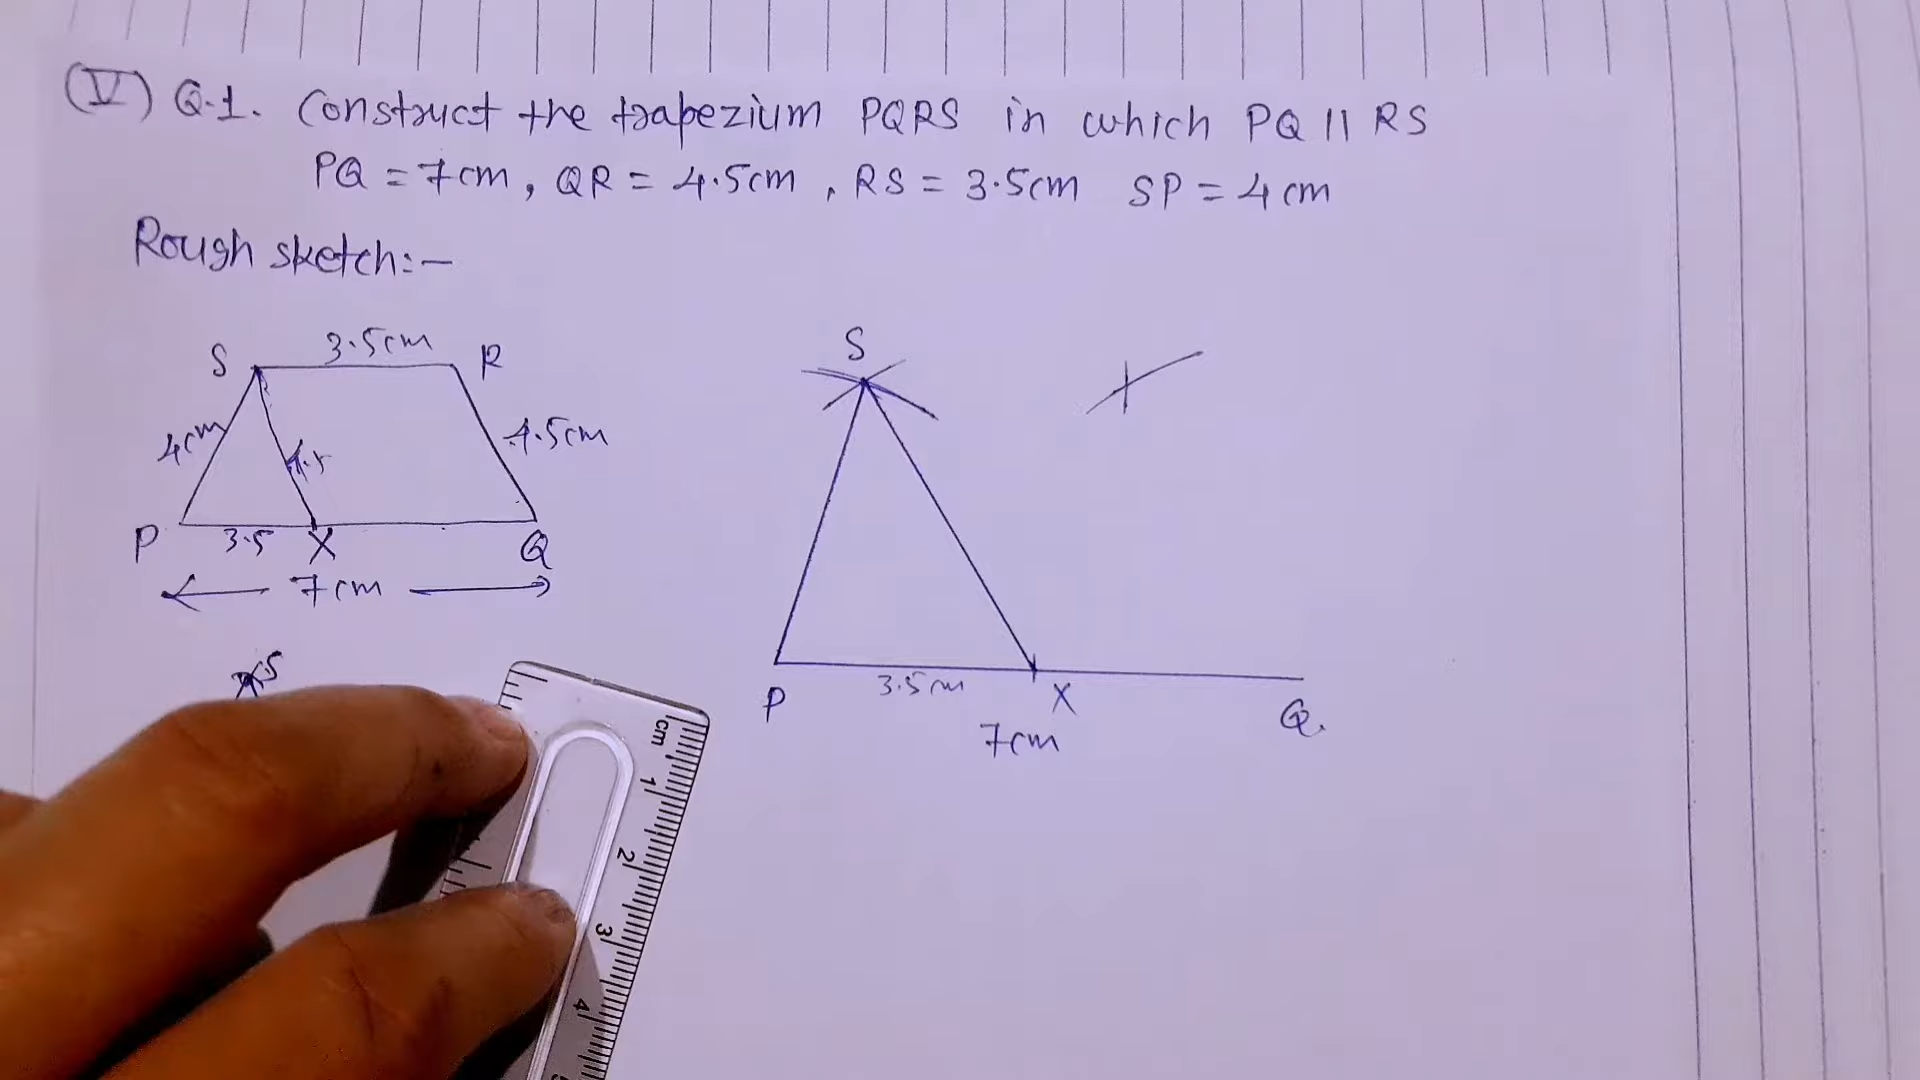 (V) Q.1. Construct the trapezium PQRS in which PQ || RS
PQ = 7cm, QR = 4.5cm, RS = 3.5cm SP = 4cm
Rough sketch:-
S 3.5cm R
4cm 4.5 4.5cm
P 3.5 X Q
7cm
S
S
P 3.5cm X Q.
7cm
cm
1
2
3
4
5